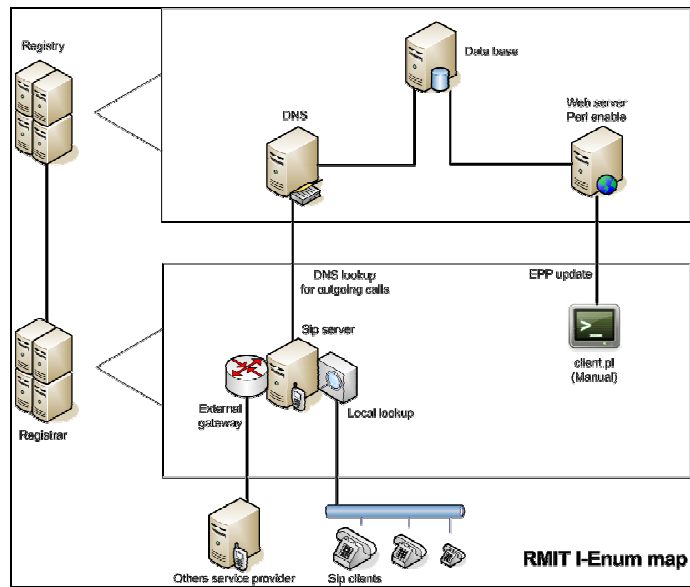 Registry
Data base
Web server
Perl enable
DNS
DNS lookup
for outgoing calls
EPP update
Sip server
client.pl
(Manual)
External
gateway
Local lookup
Registrar
Others service provider
Sip clients
RMIT I-Enum map